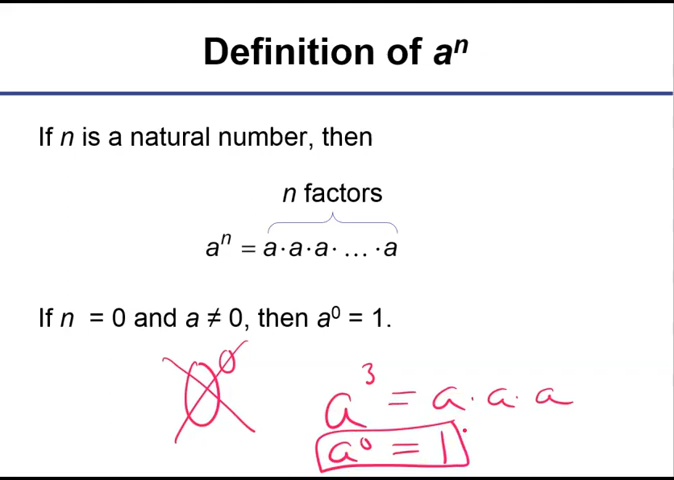 Definition of aⁿ
If n is a natural number, then
n factors
aⁿ = a·a·a·…·a
If n = 0 and a ≠ 0, then a⁰ = 1.
0⁰
a³ = a·a·a
a⁰ = 1